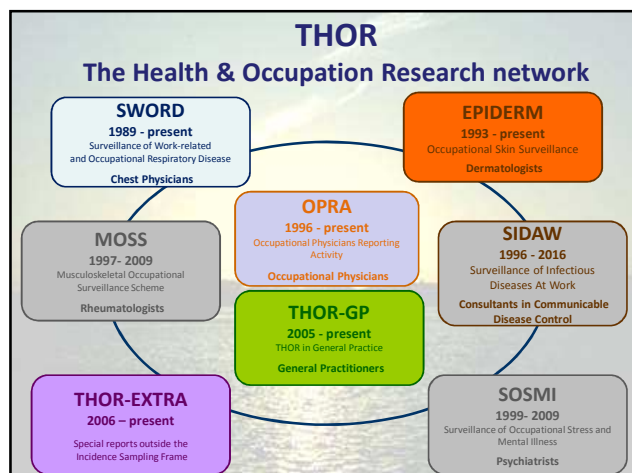 THOR
The Health & Occupation Research network
SWORD
1989 - present
Surveillance of Work-related
and Occupational Respiratory Disease
Chest Physicians
EPIDERM
1993 - present
Occupational Skin Surveillance
Dermatologists
OPRA
1996 - present
Occupational Physicians Reporting
Activity
Occupational Physicians
MOSS
1997- 2009
Musculoskeletal Occupational
Surveillance Scheme
Rheumatologists
SIDAW
1996 - 2016
Surveillance of Infectious
Diseases At Work
Consultants in Communicable
Disease Control
THOR-GP
2005 - present
THOR in General Practice
General Practitioners
THOR-EXTRA
2006 – present
Special reports outside the
Incidence Sampling Frame
SOSMI
1999- 2009
Surveillance of Occupational Stress and
Mental Illness
Psychiatrists